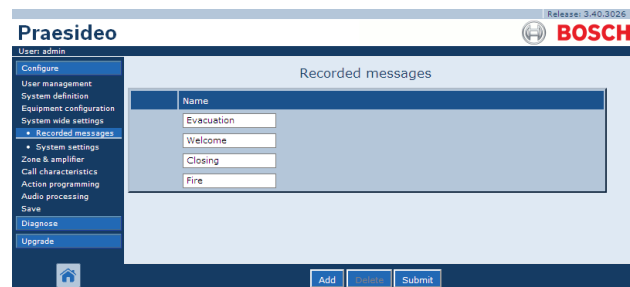 Release: 3.40.3026
Praesideo
BOSCH
User: admin
Configure
User management
System definition
Equipment configuration
System wide settings
• Recorded messages
• System settings
Zone & amplifier
Call characteristics
Action programming
Audio processing
Save
Diagnose
Upgrade
Recorded messages
Name
Evacuation
Welcome
Closing
Fire
Add Delete Submit